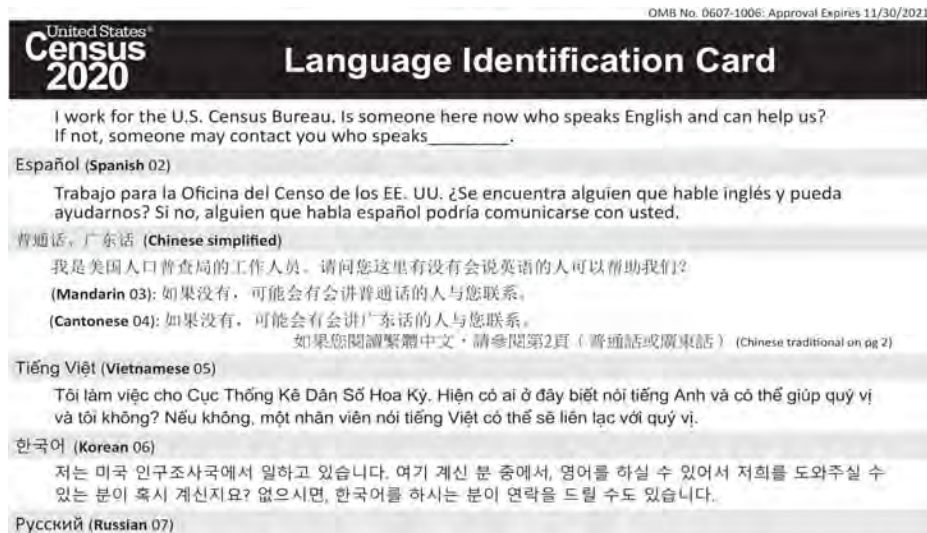 OMB No. 0607-1006: Approval Expires 11/30/2021
United States®
Census
2020
Language Identification Card
I work for the U.S. Census Bureau. Is someone here now who speaks English and can help us?
If not, someone may contact you who speaks________.
Español (Spanish 02)
Trabajo para la Oficina del Censo de los EE. UU. ¿Se encuentra alguien que hable inglés y pueda
ayudarnos? Si no, alguien que habla español podría comunicarse con usted.
普通话，广东话 (Chinese simplified)
我是美国人口普查局的工作人员。请问您这里有没有会说英语的人可以帮助我们?
(Mandarin 03): 如果没有，可能会有会讲普通话的人与您联系。
(Cantonese 04): 如果没有，可能会有会讲广东话的人与您联系。
如果您閱讀繁體中文，請參閱第2頁（普通話或廣東話） (Chinese traditional on pg 2)
Tiếng Việt (Vietnamese 05)
Tôi làm việc cho Cục Thống Kê Dân Số Hoa Kỳ. Hiện có ai ở đây biết nói tiếng Anh và có thể giúp quý vị
và tôi không? Nếu không, một nhân viên nói tiếng Việt có thể sẽ liên lạc với quý vị.
한국어 (Korean 06)
저는 미국 인구조사국에서 일하고 있습니다. 여기 계신 분 중에서, 영어를 하실 수 있어서 저희를 도와주실 수
있는 분이 혹시 계신지요? 없으시면, 한국어를 하시는 분이 연락을 드릴 수도 있습니다.
Русский (Russian 07)